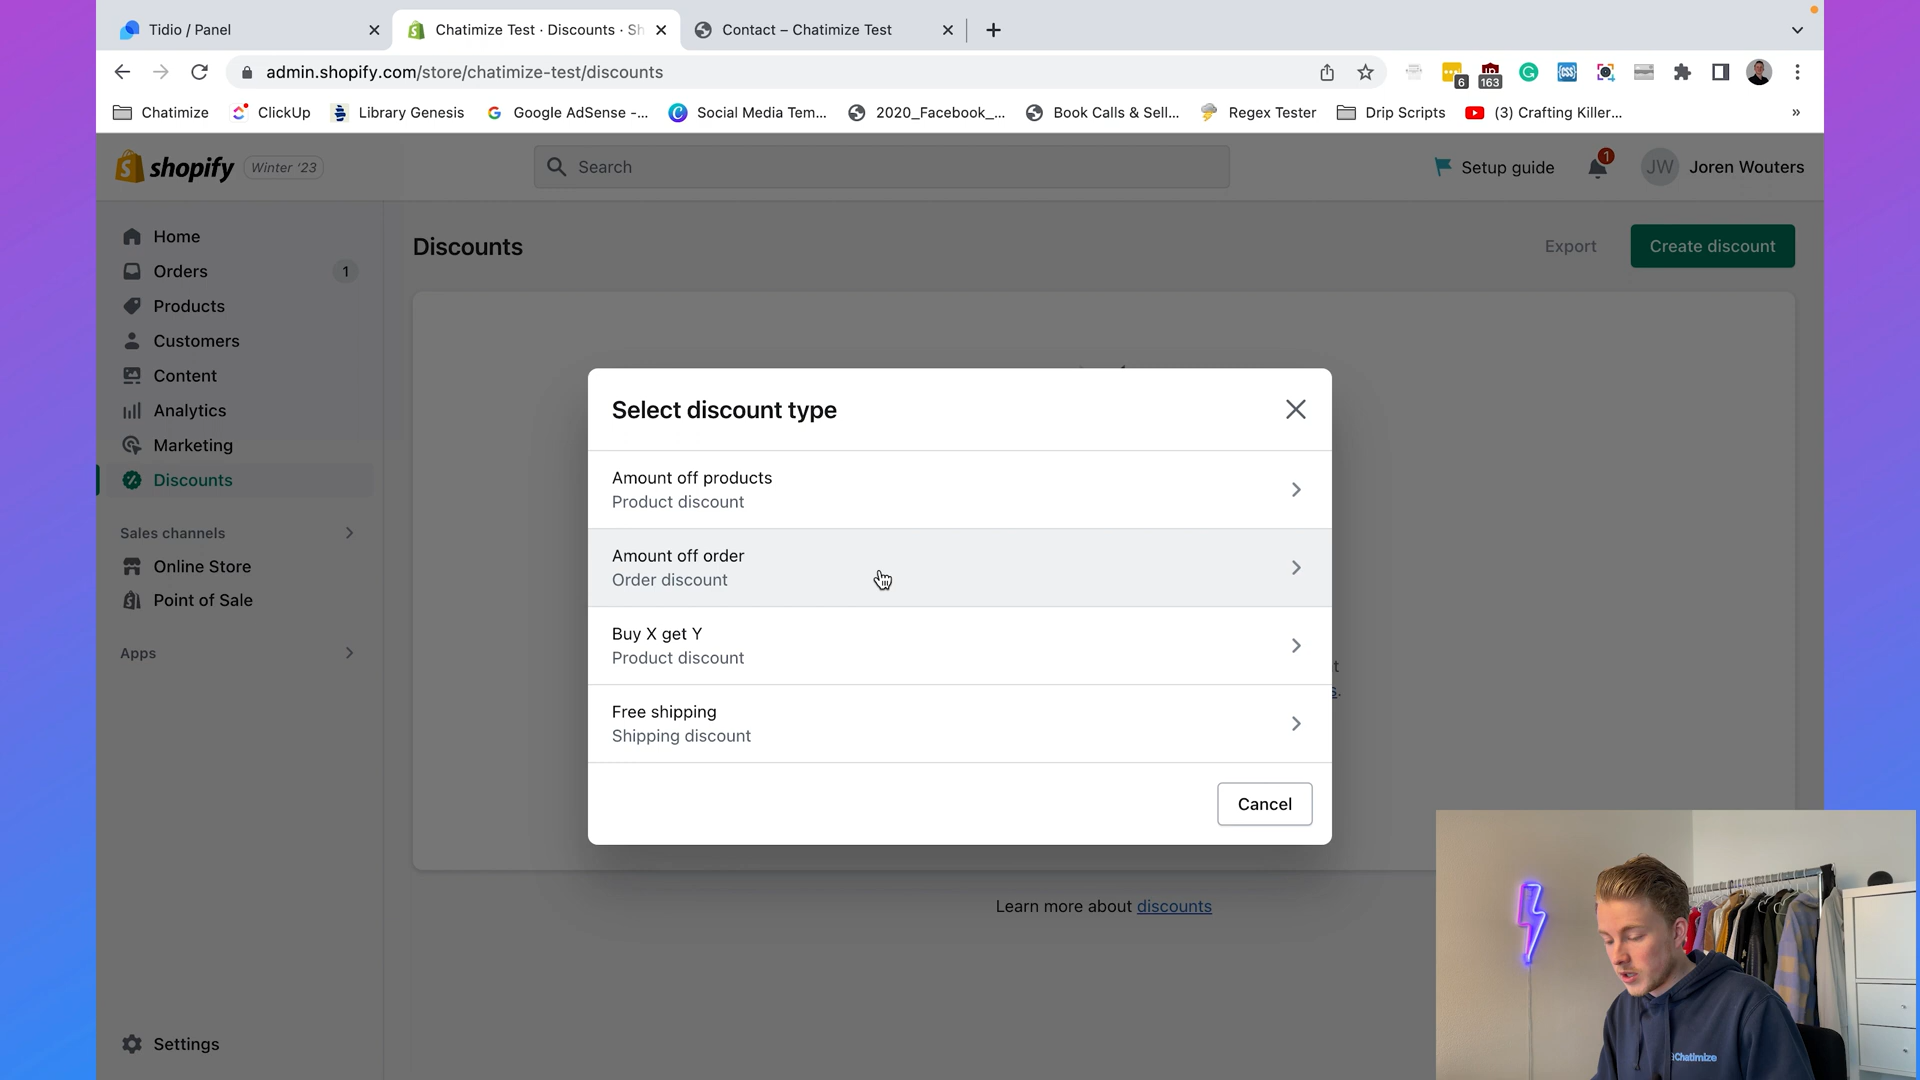 Tidio / Panel
Chatimize Test · Discounts · Sh
Contact – Chatimize Test
admin.shopify.com/store/chatimize-test/discounts
6
163
Chatimize
ClickUp
Library Genesis
Google AdSense -...
Social Media Tem...
2020_Facebook_...
Book Calls & Sell...
Regex Tester
Drip Scripts
(3) Crafting Killer...
»
shopify
Winter ‘23
Search
Setup guide
1
JW
Joren Wouters
Home
Orders
1
Products
Customers
Content
Analytics
Marketing
Discounts
Sales channels
Online Store
Point of Sale
Apps
Settings
Discounts
Export
Create discount
Select discount type
Amount off products
Product discount
Amount off order
Order discount
Buy X get Y
Product discount
Free shipping
Shipping discount
t
s.
Cancel
Learn more about discounts
Chatimize